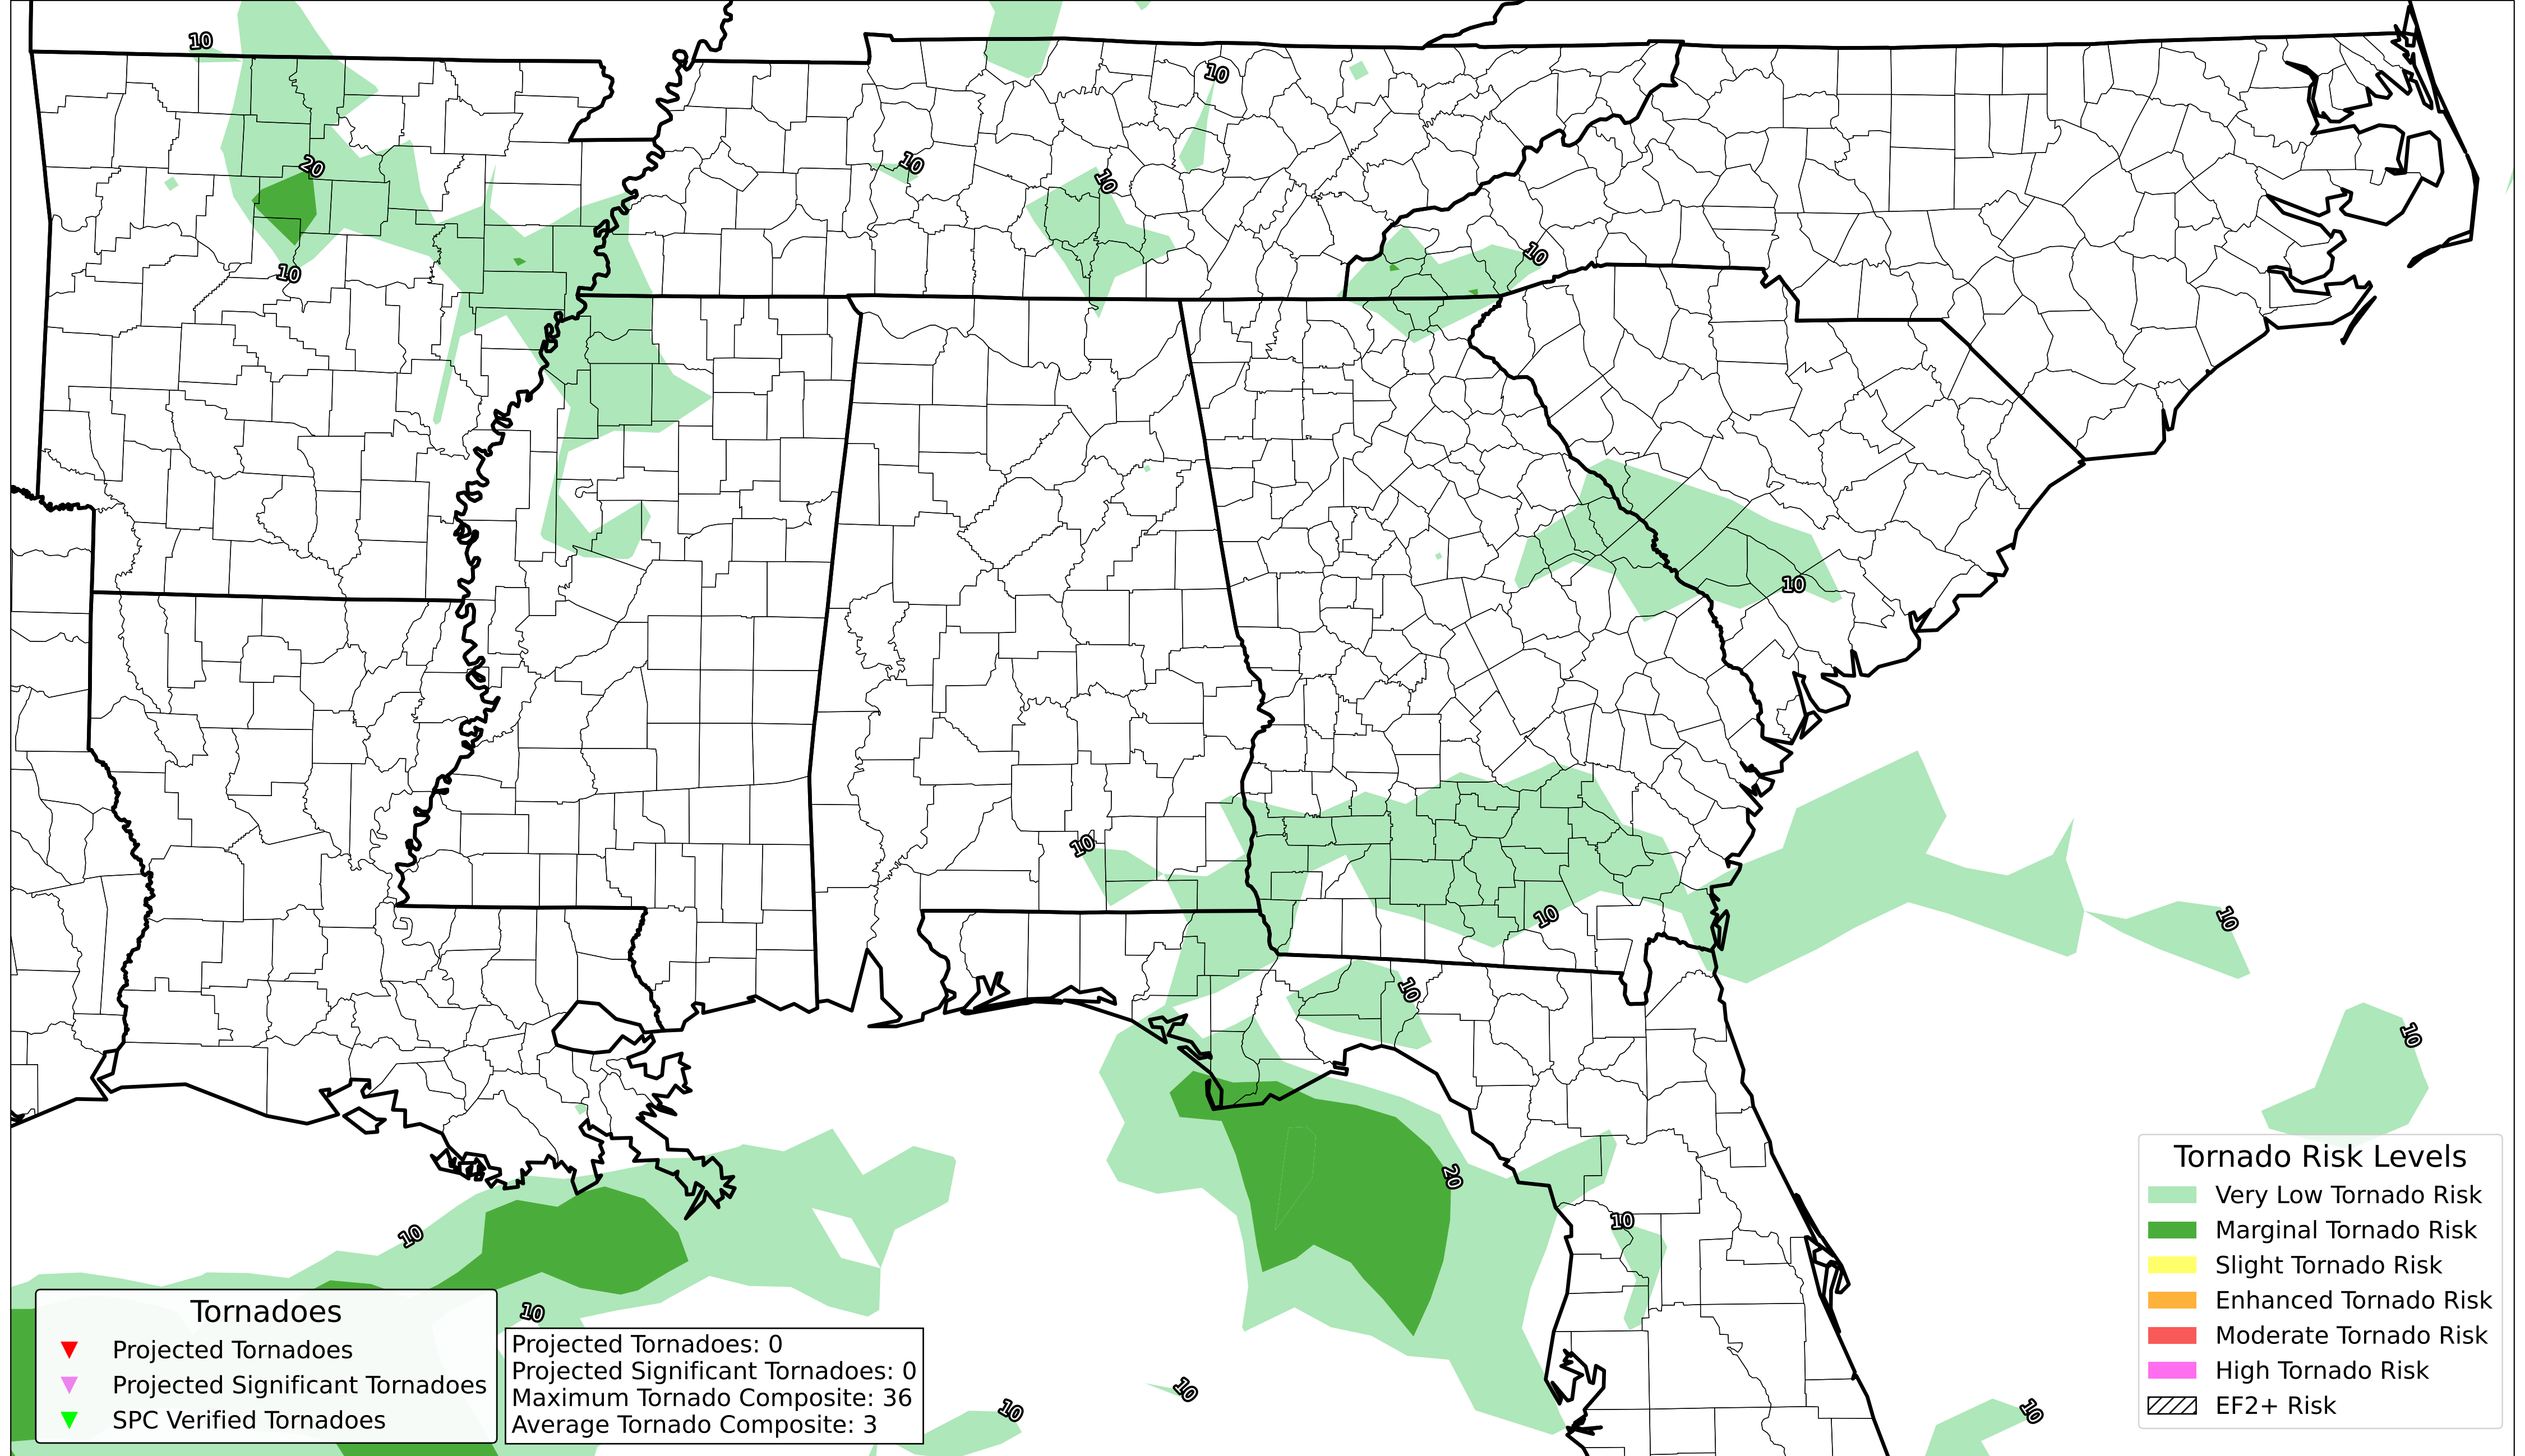 10
10
20
10
10
10
10
10
10
10
10
10
10
10
20
10
10
10
10
10
10
Tornado Risk Levels
Very Low Tornado Risk
Marginal Tornado Risk
Slight Tornado Risk
Enhanced Tornado Risk
Moderate Tornado Risk
High Tornado Risk
EF2+ Risk
Tornadoes
Projected Tornadoes
Projected Significant Tornadoes
SPC Verified Tornadoes
Projected Tornadoes: 0
Projected Significant Tornadoes: 0
Maximum Tornado Composite: 36
Average Tornado Composite: 3